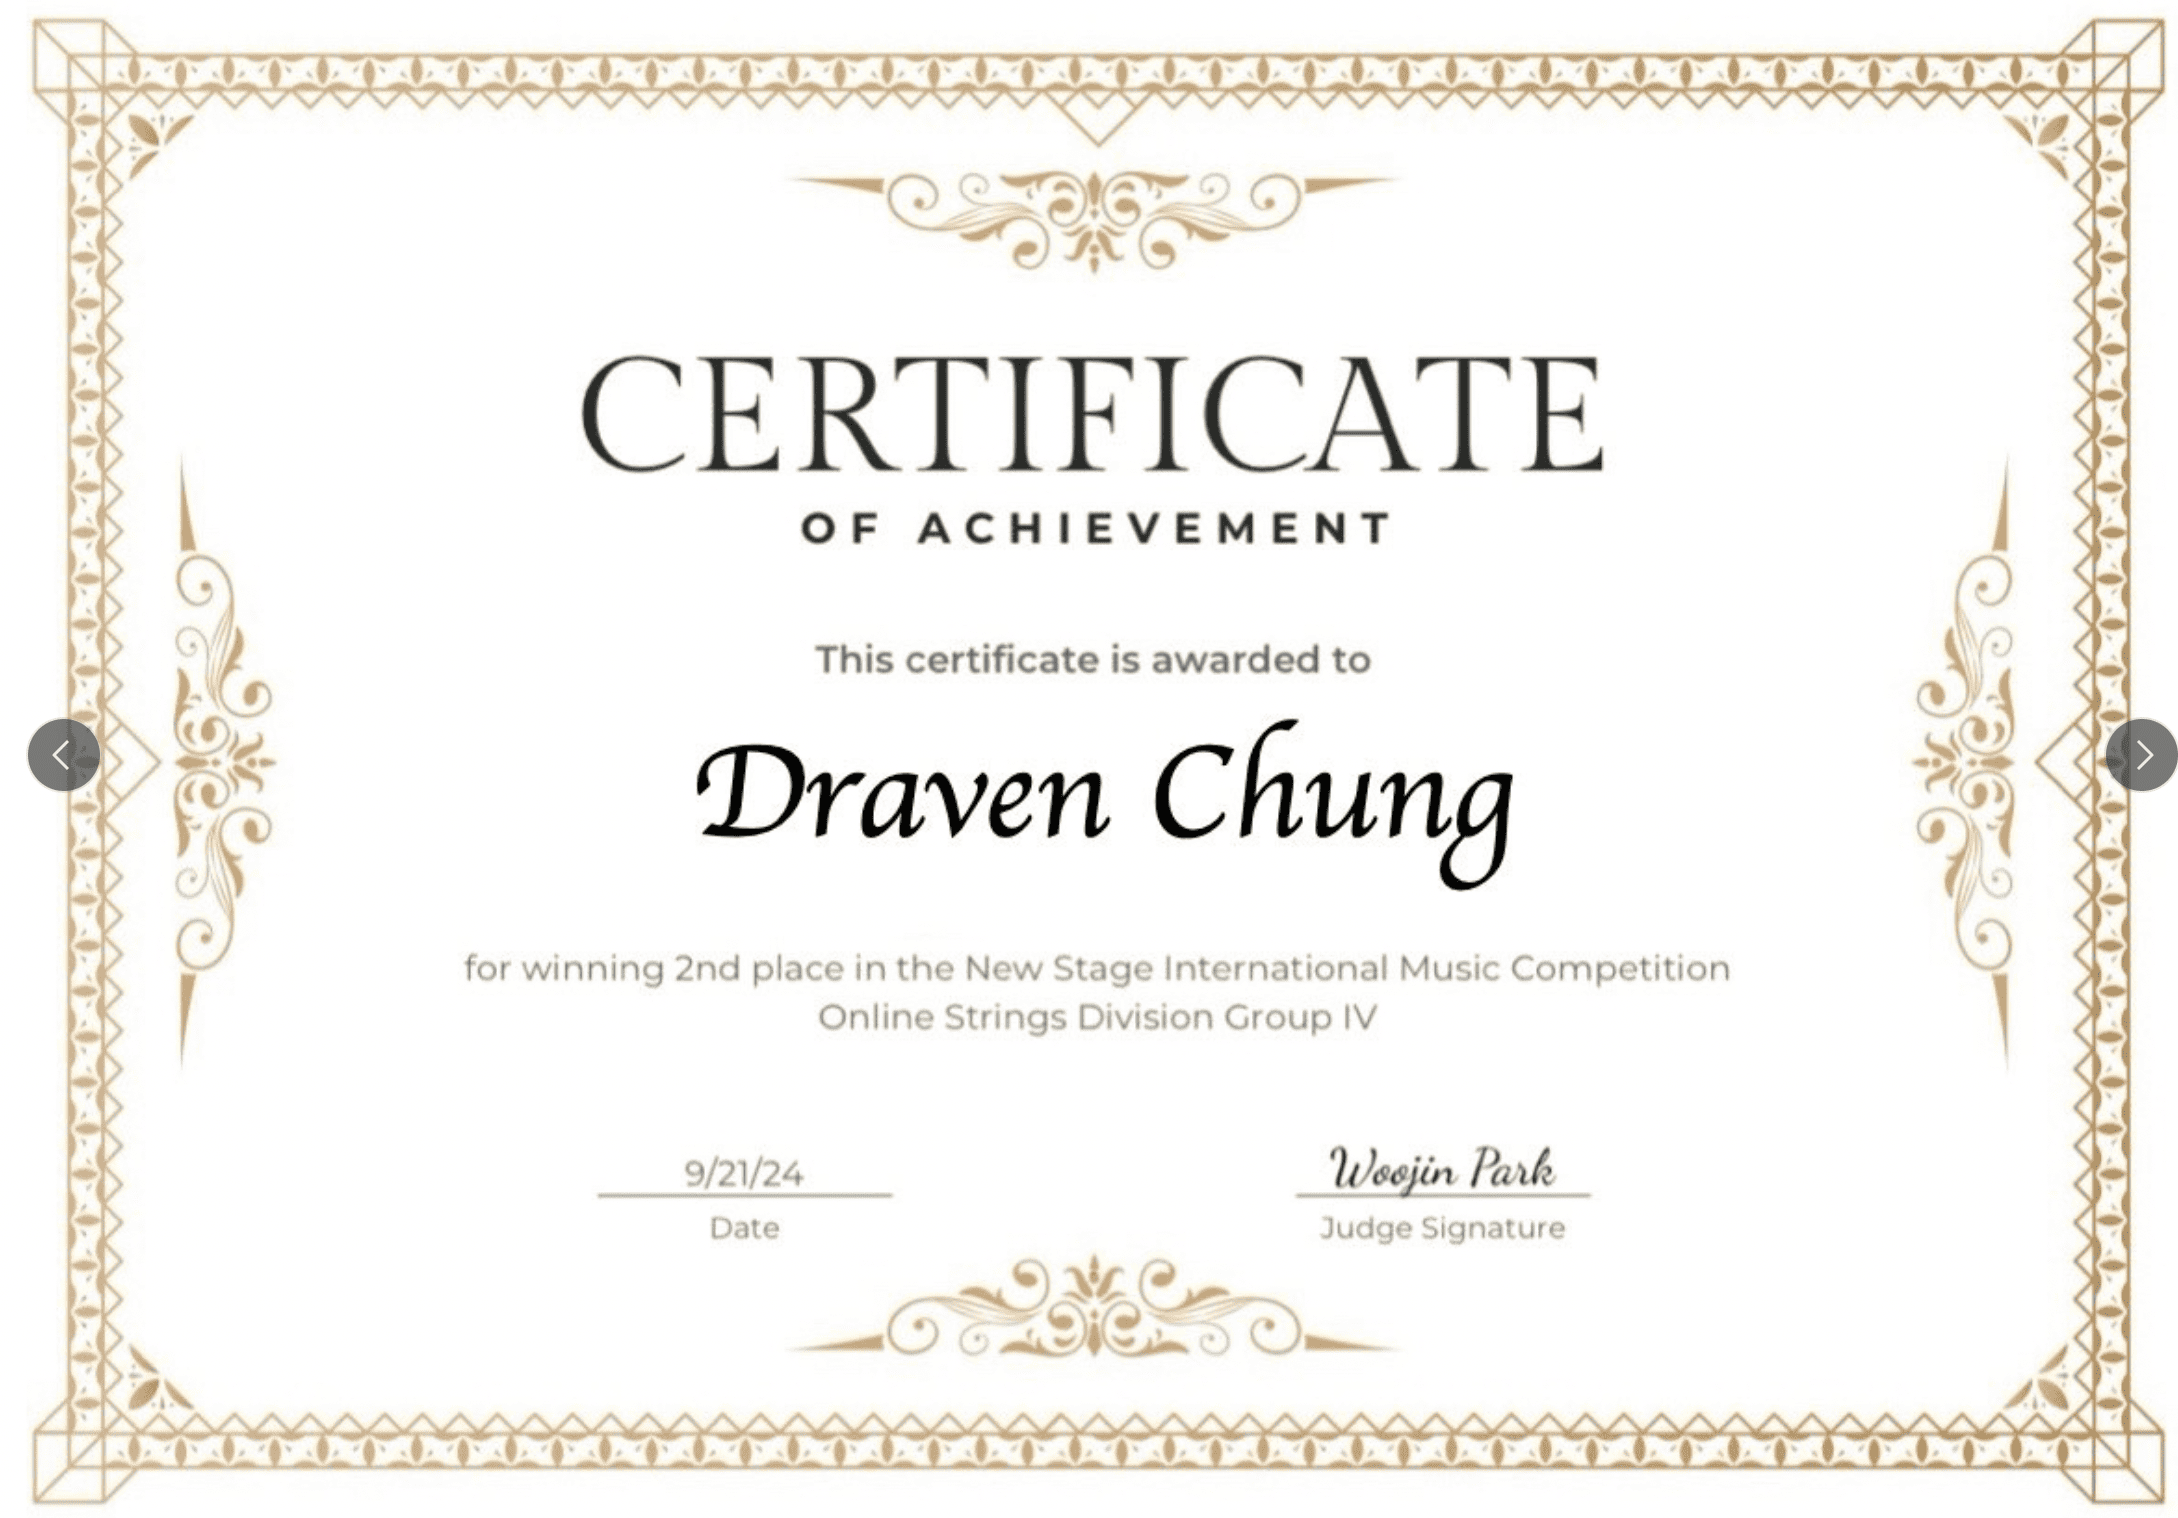 CERTIFICATE
OF ACHIEVEMENT
This certificate is awarded to
Draven Chung
for winning 2nd place in the New Stage International Music Competition
Online Strings Division Group IV
9/21/24
Date
Woojin Park
Judge Signature